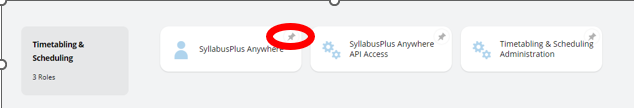 Timetabling &
Scheduling
3 Roles
SyllabusPlus Anywhere
SyllabusPlus Anywhere
API Access
Timetabling & Scheduling
Administration